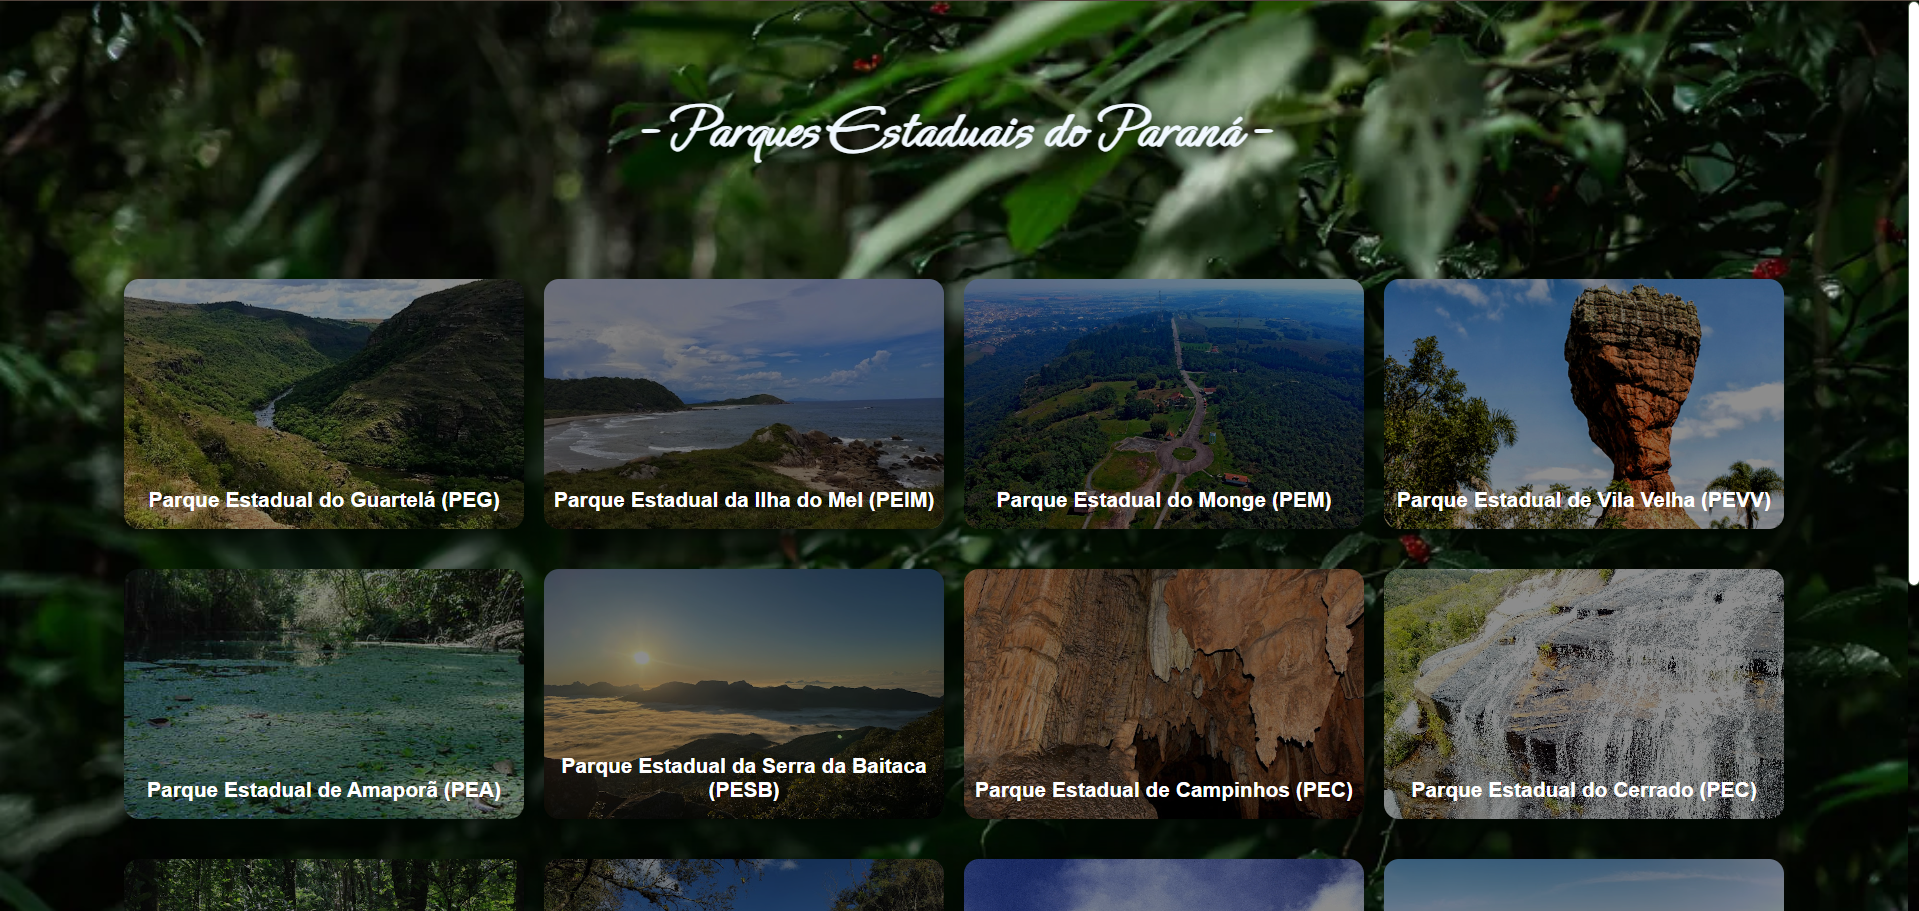 - Parques Estaduais do Paraná -
Parque Estadual do Guartelá (PEG)
Parque Estadual da Ilha do Mel (PEIM)
Parque Estadual do Monge (PEM)
Parque Estadual de Vila Velha (PEVV)
Parque Estadual de Amaporã (PEA)
Parque Estadual da Serra da Baitaca
(PESB)
Parque Estadual de Campinhos (PEC)
Parque Estadual do Cerrado (PEC)